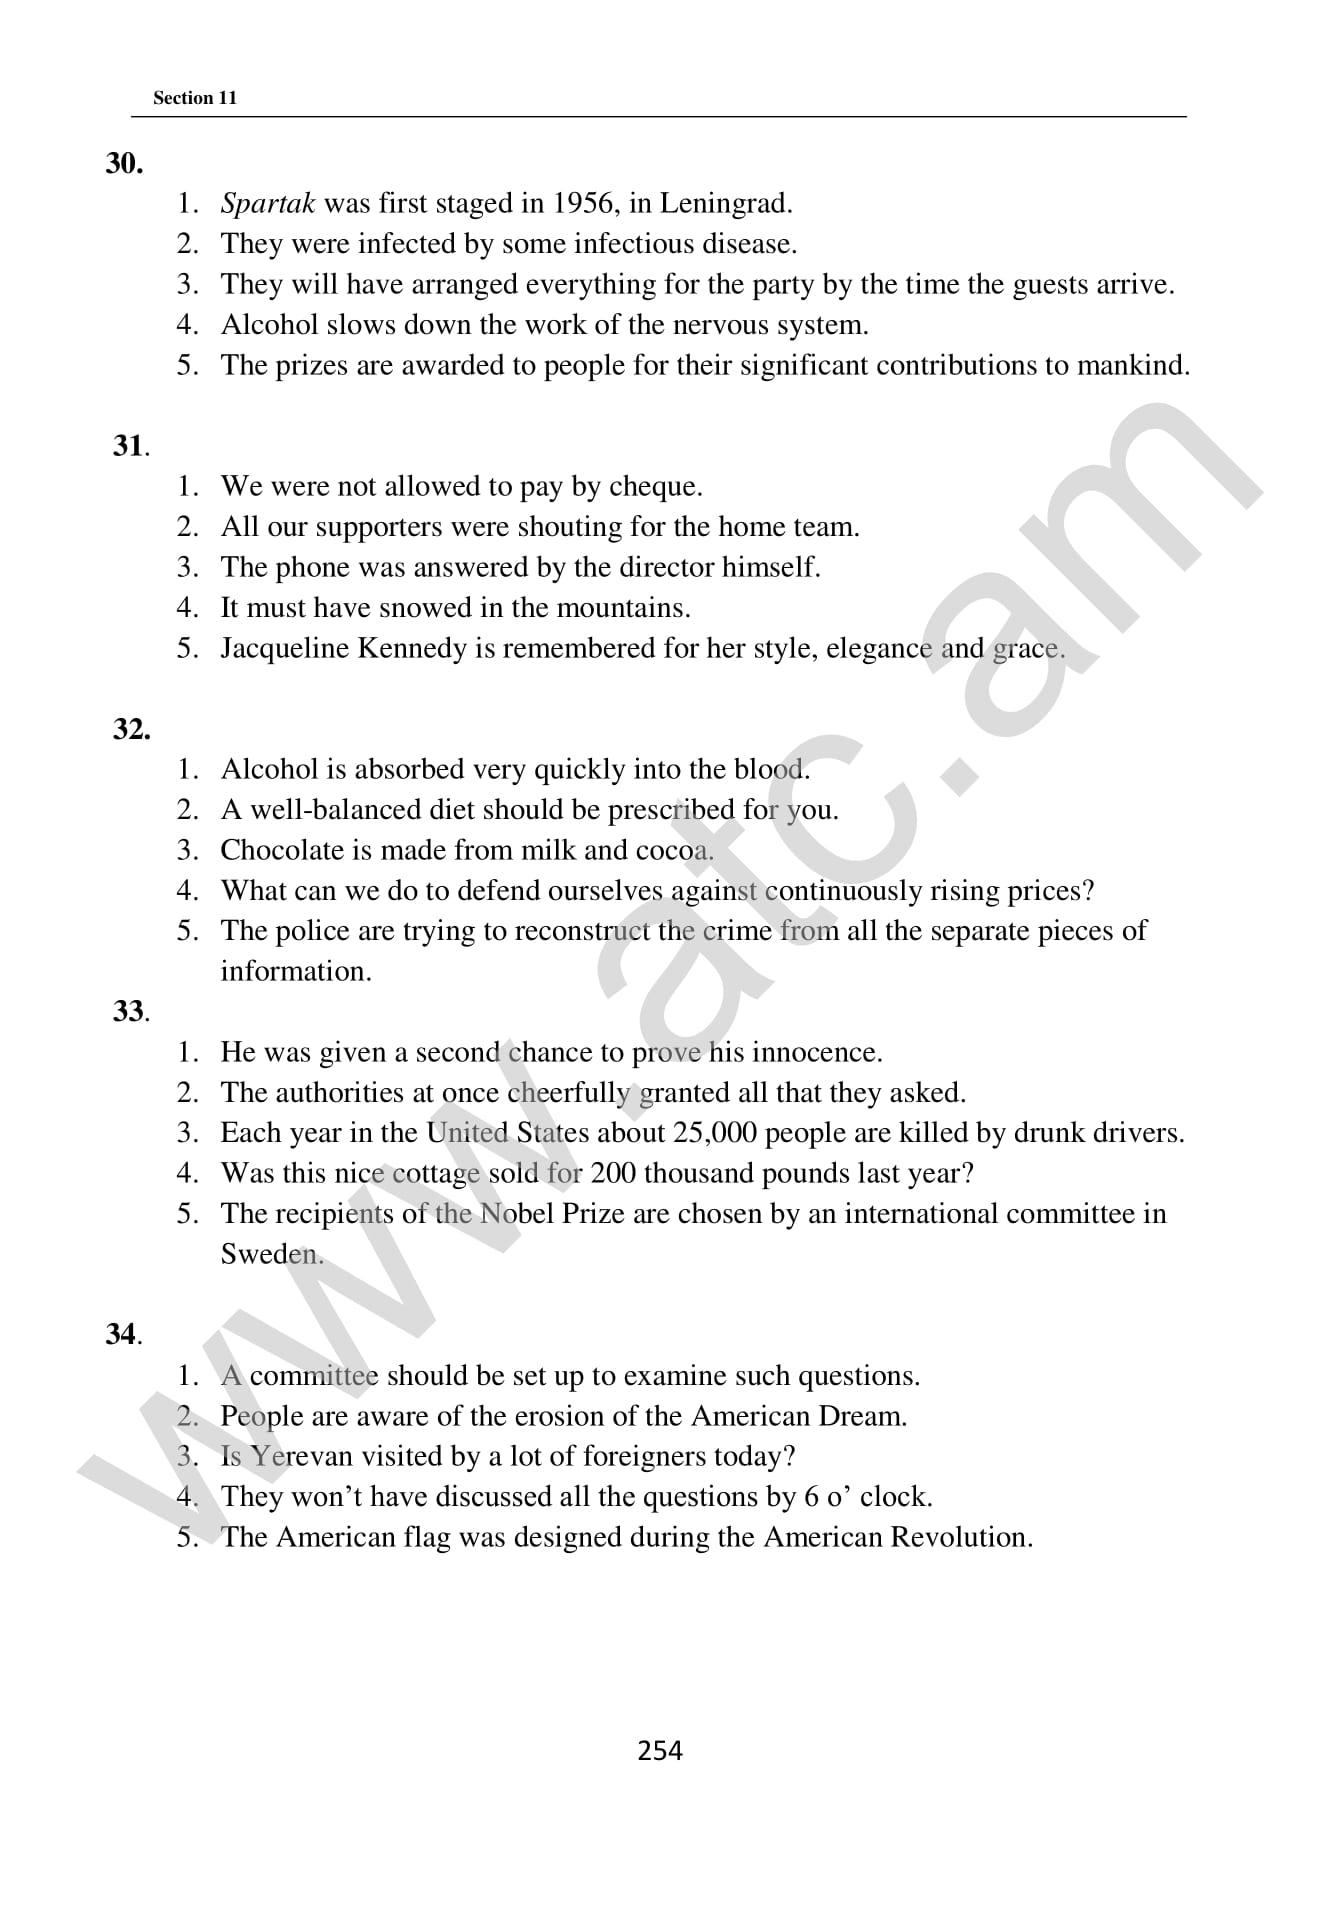 Section 11
30.
1. Spartak was first staged in 1956, in Leningrad.
2. They were infected by some infectious disease.
3. They will have arranged everything for the party by the time the guests arrive.
4. Alcohol slows down the work of the nervous system.
5. The prizes are awarded to people for their significant contributions to mankind.
31.
1. We were not allowed to pay by cheque.
2. All our supporters were shouting for the home team.
3. The phone was answered by the director himself.
4. It must have snowed in the mountains.
5. Jacqueline Kennedy is remembered for her style, elegance and grace.
32.
1. Alcohol is absorbed very quickly into the blood.
2. A well-balanced diet should be prescribed for you.
3. Chocolate is made from milk and cocoa.
4. What can we do to defend ourselves against continuously rising prices?
5. The police are trying to reconstruct the crime from all the separate pieces of
information.
33.
1. He was given a second chance to prove his innocence.
2. The authorities at once cheerfully granted all that they asked.
3. Each year in the United States about 25,000 people are killed by drunk drivers.
4. Was this nice cottage sold for 200 thousand pounds last year?
5. The recipients of the Nobel Prize are chosen by an international committee in
Sweden.
34.
1. A committee should be set up to examine such questions.
2. People are aware of the erosion of the American Dream.
3. Is Yerevan visited by a lot of foreigners today?
4. They won’t have discussed all the questions by 6 o’ clock.
5. The American flag was designed during the American Revolution.
254
www.atc.am